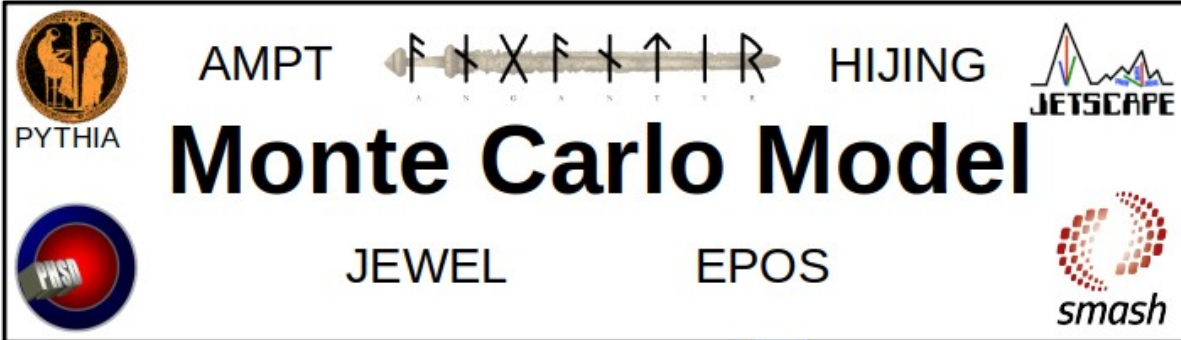 AMPT ᚨᚾᚷᚨᚾᛏᛁᚱ HIJING
A N G A N T Y R
JETSCAPE
PYTHIA
Monte Carlo Model
PHSD
JEWEL EPOS
smash